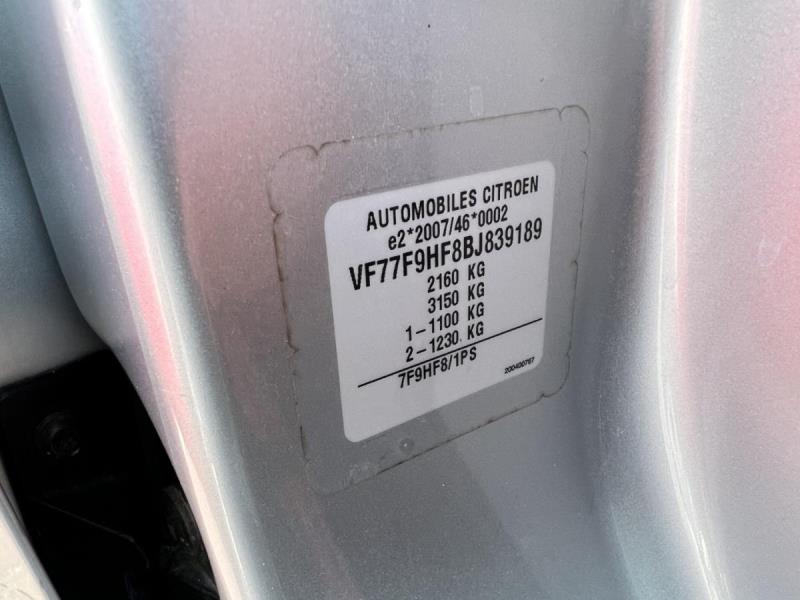 AUTOMOBILES CITROEN
e2*2007/46*0002
VF77F9HF8BJ839189
2160 KG
3150 KG
1-1100 KG
2-1230 KG
7F9HF8/1PS
200400767